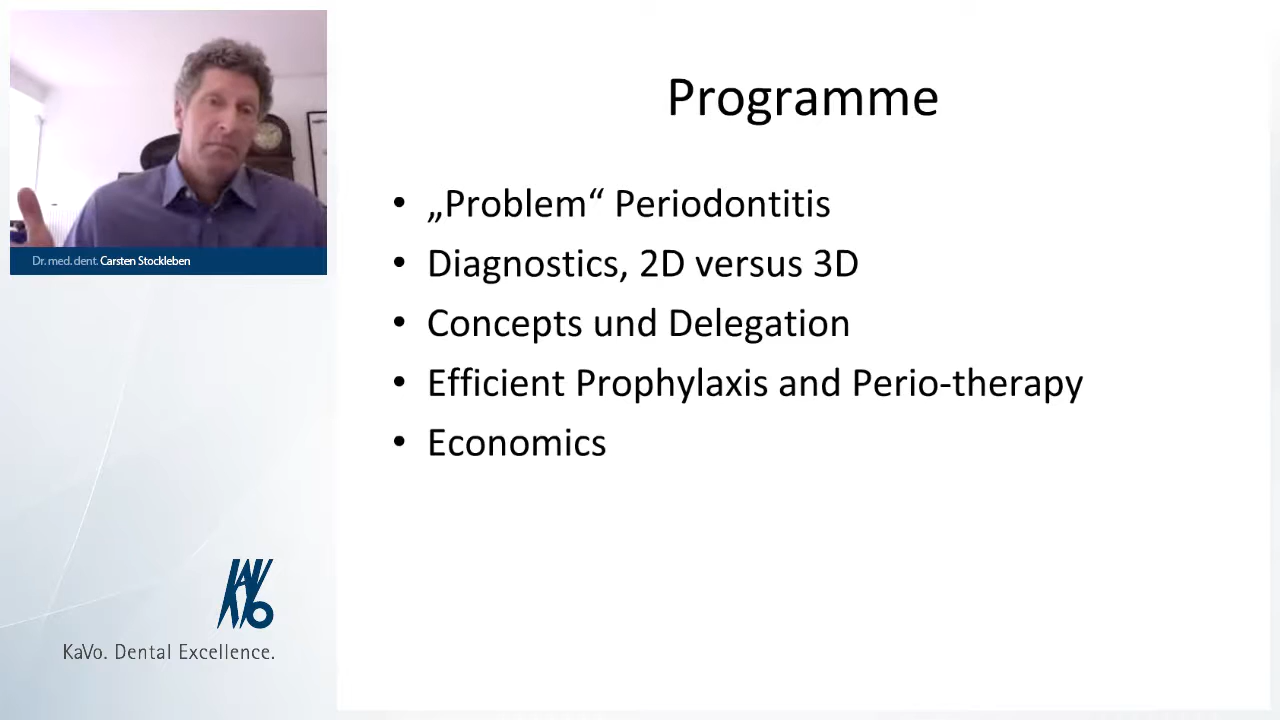 Dr. med. dent. Carsten Stockleben
KaVo
KaVo. Dental Excellence.
Programme
• „Problem“ Periodontitis
• Diagnostics, 2D versus 3D
• Concepts und Delegation
• Efficient Prophylaxis and Perio-therapy
• Economics